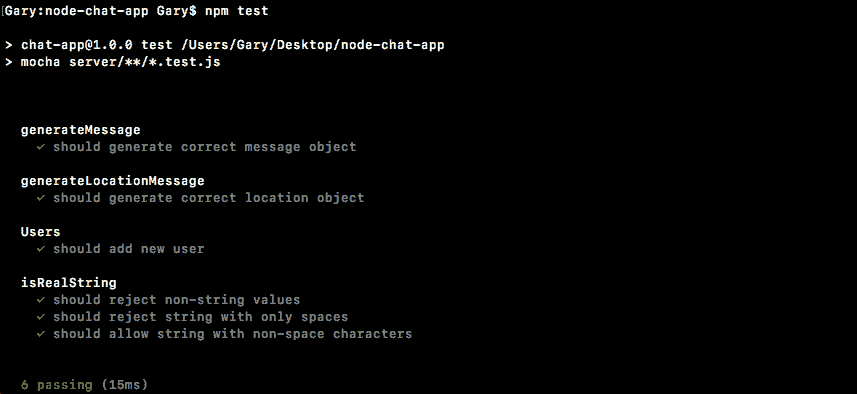 [Gary:node-chat-app Gary$ npm test
> chat-app@1.0.0 test /Users/Gary/Desktop/node-chat-app
> mocha server/**/*.test.js
generateMessage
✓ should generate correct message object
generateLocationMessage
✓ should generate correct location object
Users
✓ should add new user
isRealString
✓ should reject non-string values
✓ should reject string with only spaces
✓ should allow string with non-space characters
6 passing (15ms)